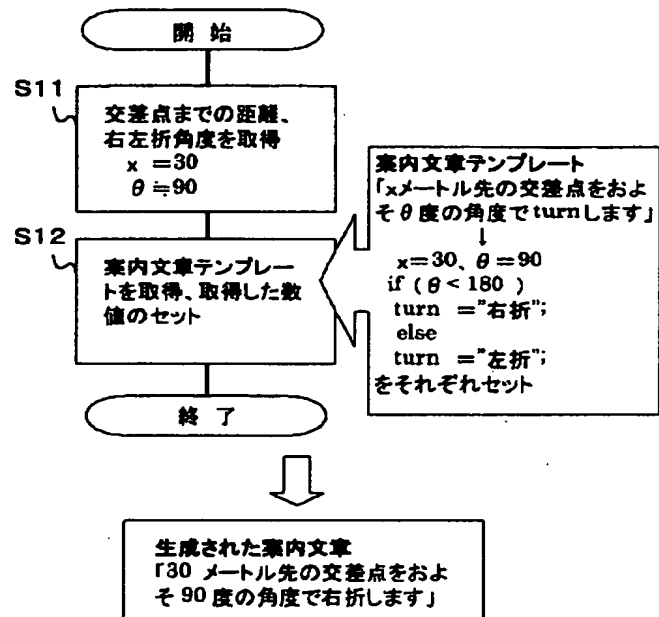 開 始
S11
交差点までの距離、
右左折角度を取得
x =30
θ≒90
S12
案内文章テンプレー
トを取得、取得した数
値のセット
案内文章テンプレート
「xメートル先の交差点をおよ
そθ度の角度でturnします」
↓
x=30、θ=90
if (θ< 180 )
turn =”右折”;
else
turn =”左折”;
をそれぞれセット
終 了
生成された案内文章
「30 メートル先の交差点をおよ
そ 90 度の角度で右折します」